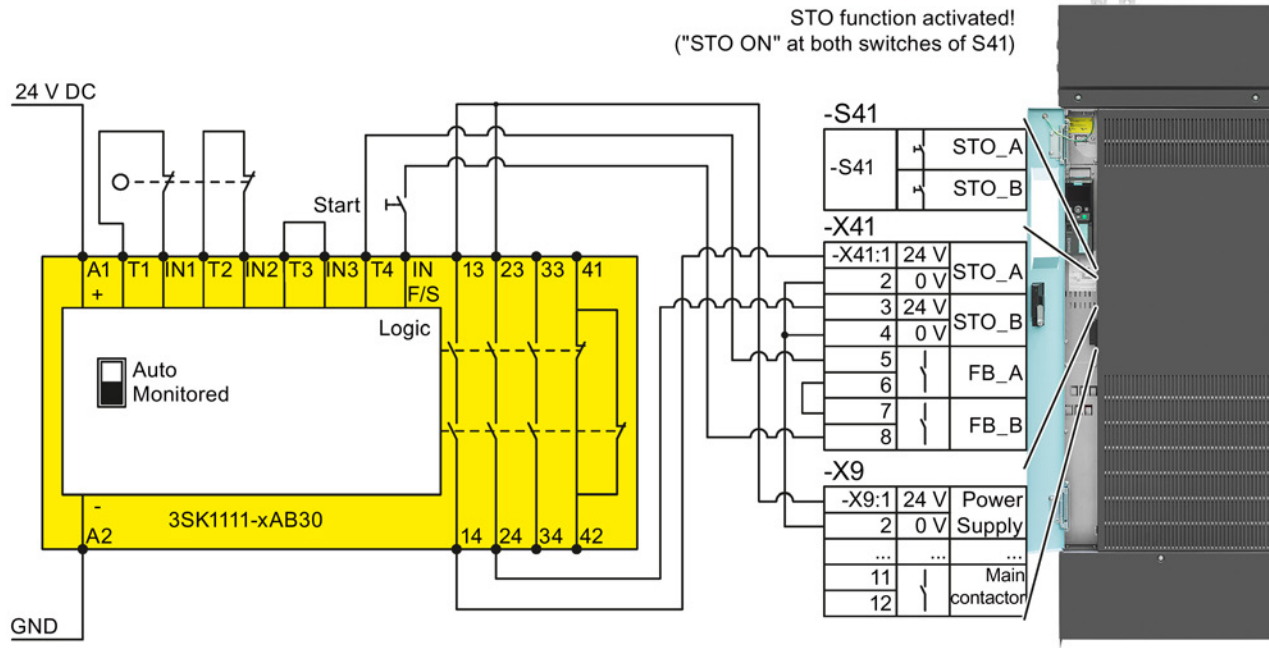 STO function activated!
("STO ON" at both switches of S41)
24 V DC
-S41
-S41
STO_A
STO_B
Start
-X41
A1 T1 IN1 T2 IN2 T3 IN3 T4 IN 13 23 33 41
+
F/S
-X41:1 24 V STO_A
2 0 V
3 24 V STO_B
4 0 V
5 FB_A
6
7 FB_B
8
Logic
Auto
Monitored
-X9
-X9:1 24 V Power
2 0 V Supply
... ... ...
11 Main
12 contactor
-
A2
3SK1111-xAB30
14 24 34 42
GND